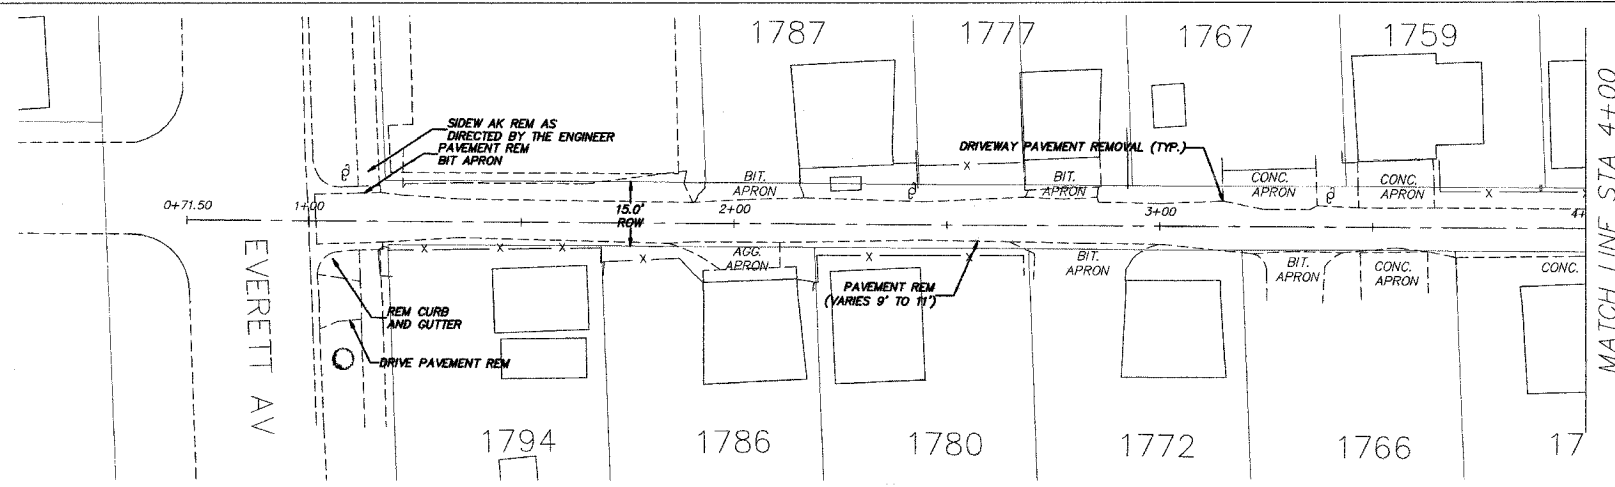 1787
1777
1767
1759
SIDEW AK REM AS
DIRECTED BY THE ENGINEER
PAVEMENT REM
BIT APRON
DRIVEWAY PAVEMENT REMOVAL (TYP.)
BIT.
APRON
BIT.
APRON
CONC.
APRON
CONC.
APRON
MATCH LINE STA 4+00
0+71.50
1+00
15.0'
ROW
2+00
3+00
4+
EVERETT AV
AGG.
APRON
BIT.
APRON
BIT.
APRON
CONC.
APRON
CONC.
PAVEMENT REM
(VARIES 9' TO 11')
REM CURB
AND GUTTER
DRIVE PAVEMENT REM
1794
1786
1780
1772
1766
17